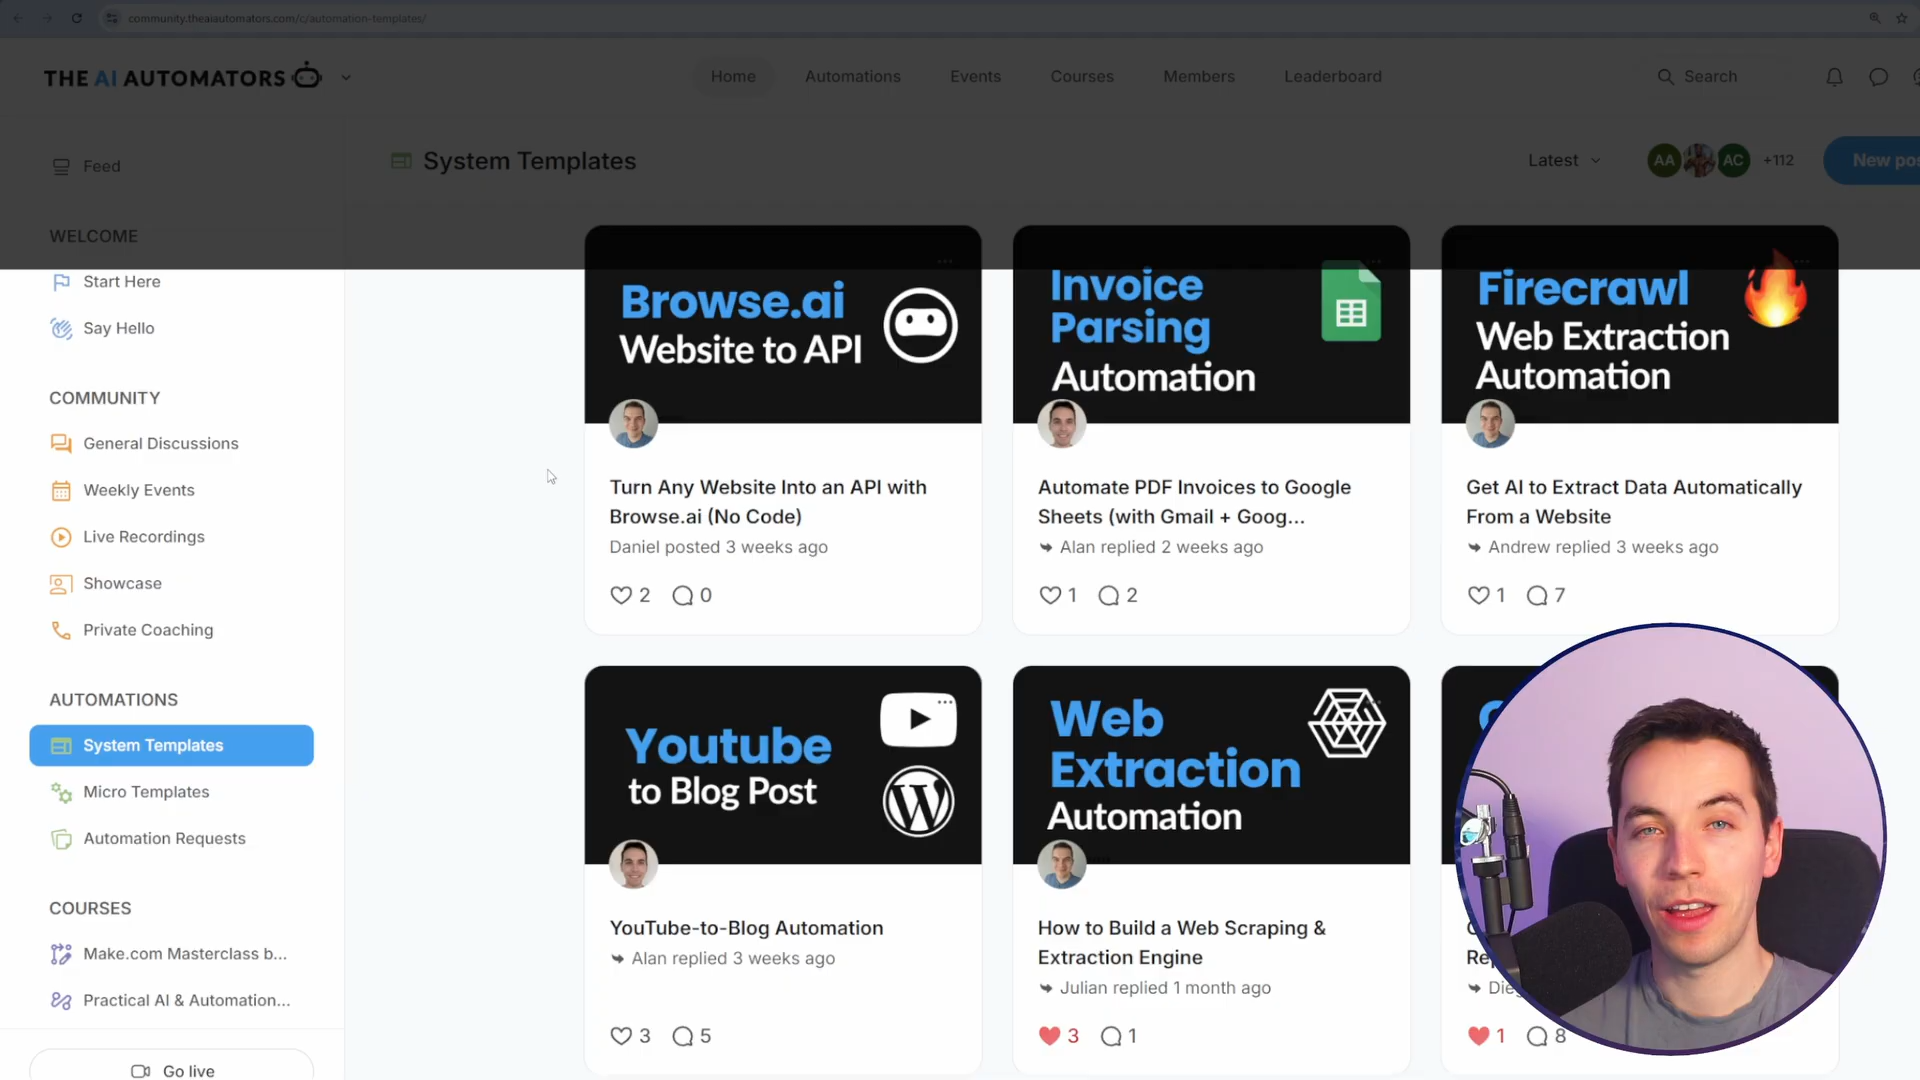 community.theaiautomators.com/c/automation-templates/
THE AI AUTOMATORS
Home
Automations
Events
Courses
Members
Leaderboard
Search
Feed
System Templates
Latest
AA
AC
+112
New pos
WELCOME
Start Here
Say Hello
COMMUNITY
General Discussions
Weekly Events
Live Recordings
Showcase
Private Coaching
AUTOMATIONS
System Templates
Micro Templates
Automation Requests
COURSES
Make.com Masterclass b...
Practical AI & Automation...
Go live
Browse.ai
Website to API
Turn Any Website Into an API with
Browse.ai (No Code)
Daniel posted 3 weeks ago
2
0
Invoice
Parsing
Automation
Automate PDF Invoices to Google
Sheets (with Gmail + Goog...
Alan replied 2 weeks ago
1
2
Firecrawl
Web Extraction
Automation
Get AI to Extract Data Automatically
From a Website
Andrew replied 3 weeks ago
1
7
Youtube
to Blog Post
YouTube-to-Blog Automation
Alan replied 3 weeks ago
3
5
Web
Extraction
Automation
How to Build a Web Scraping &
Extraction Engine
Julian replied 1 month ago
3
1
1
8